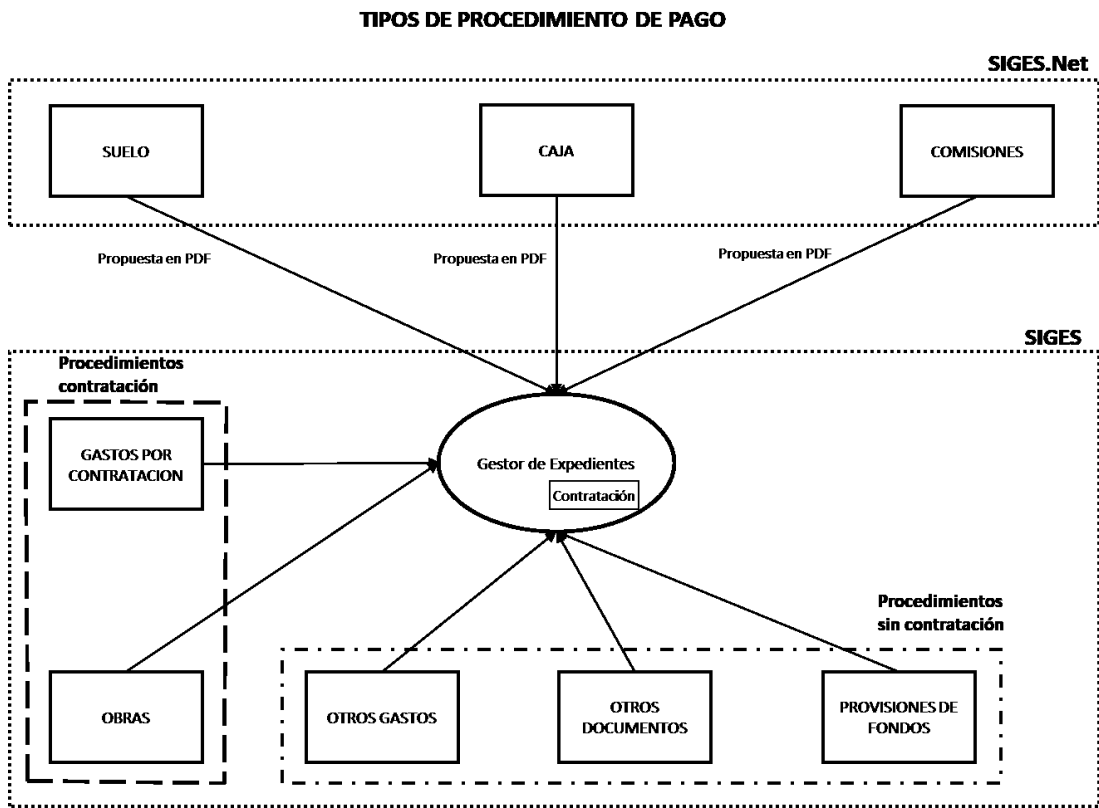 TIPOS DE PROCEDIMIENTO DE PAGO
SIGES.Net
SUELO
CAJA
COMISIONES
Propuesta en PDF
Propuesta en PDF
Propuesta en PDF
SIGES
Procedimientos
contratación
GASTOS POR
CONTRATACION
Gestor de Expedientes
Contratación
Procedimientos
sin contratación
OBRAS
OTROS GASTOS
OTROS
DOCUMENTOS
PROVISIONES DE
FONDOS